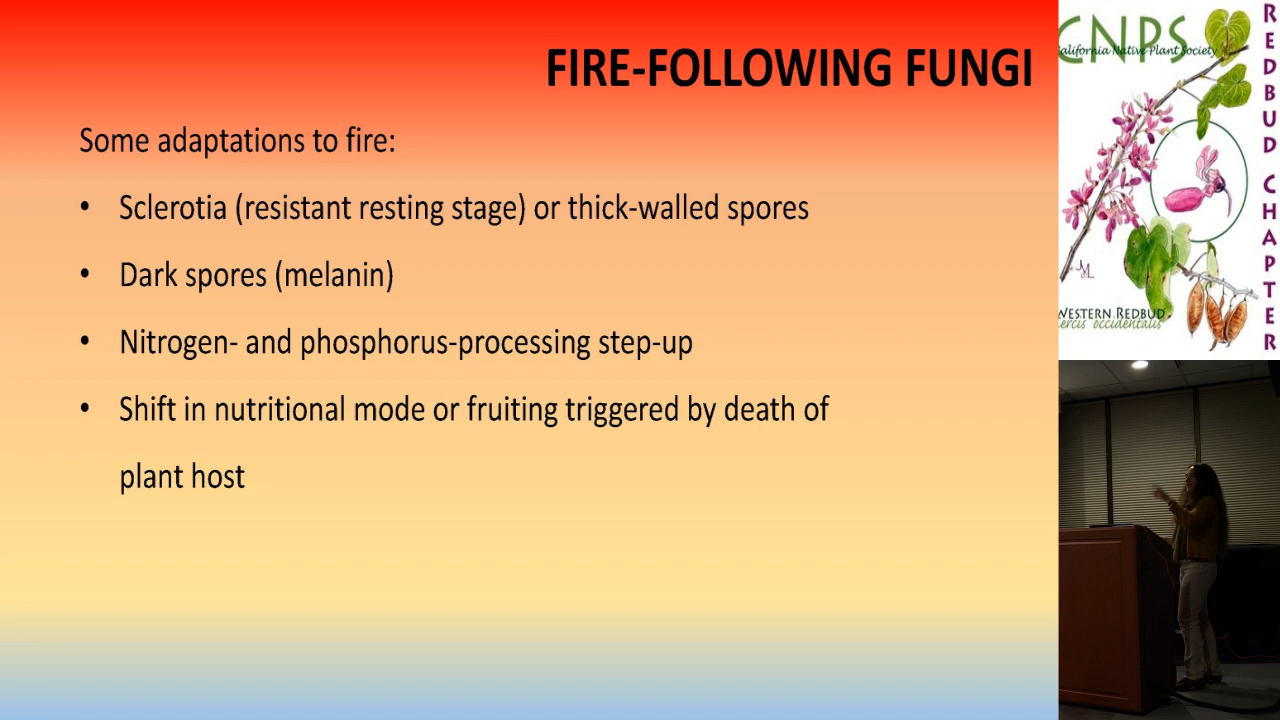 FIRE-FOLLOWING FUNGI
Some adaptations to fire:
• Sclerotia (resistant resting stage) or thick-walled spores
• Dark spores (melanin)
• Nitrogen- and phosphorus-processing step-up
• Shift in nutritional mode or fruiting triggered by death of
plant host
CNPS
California Native Plant Society
REDBUD CHAPTER
WESTERN REDBUD
ercis occidentalis